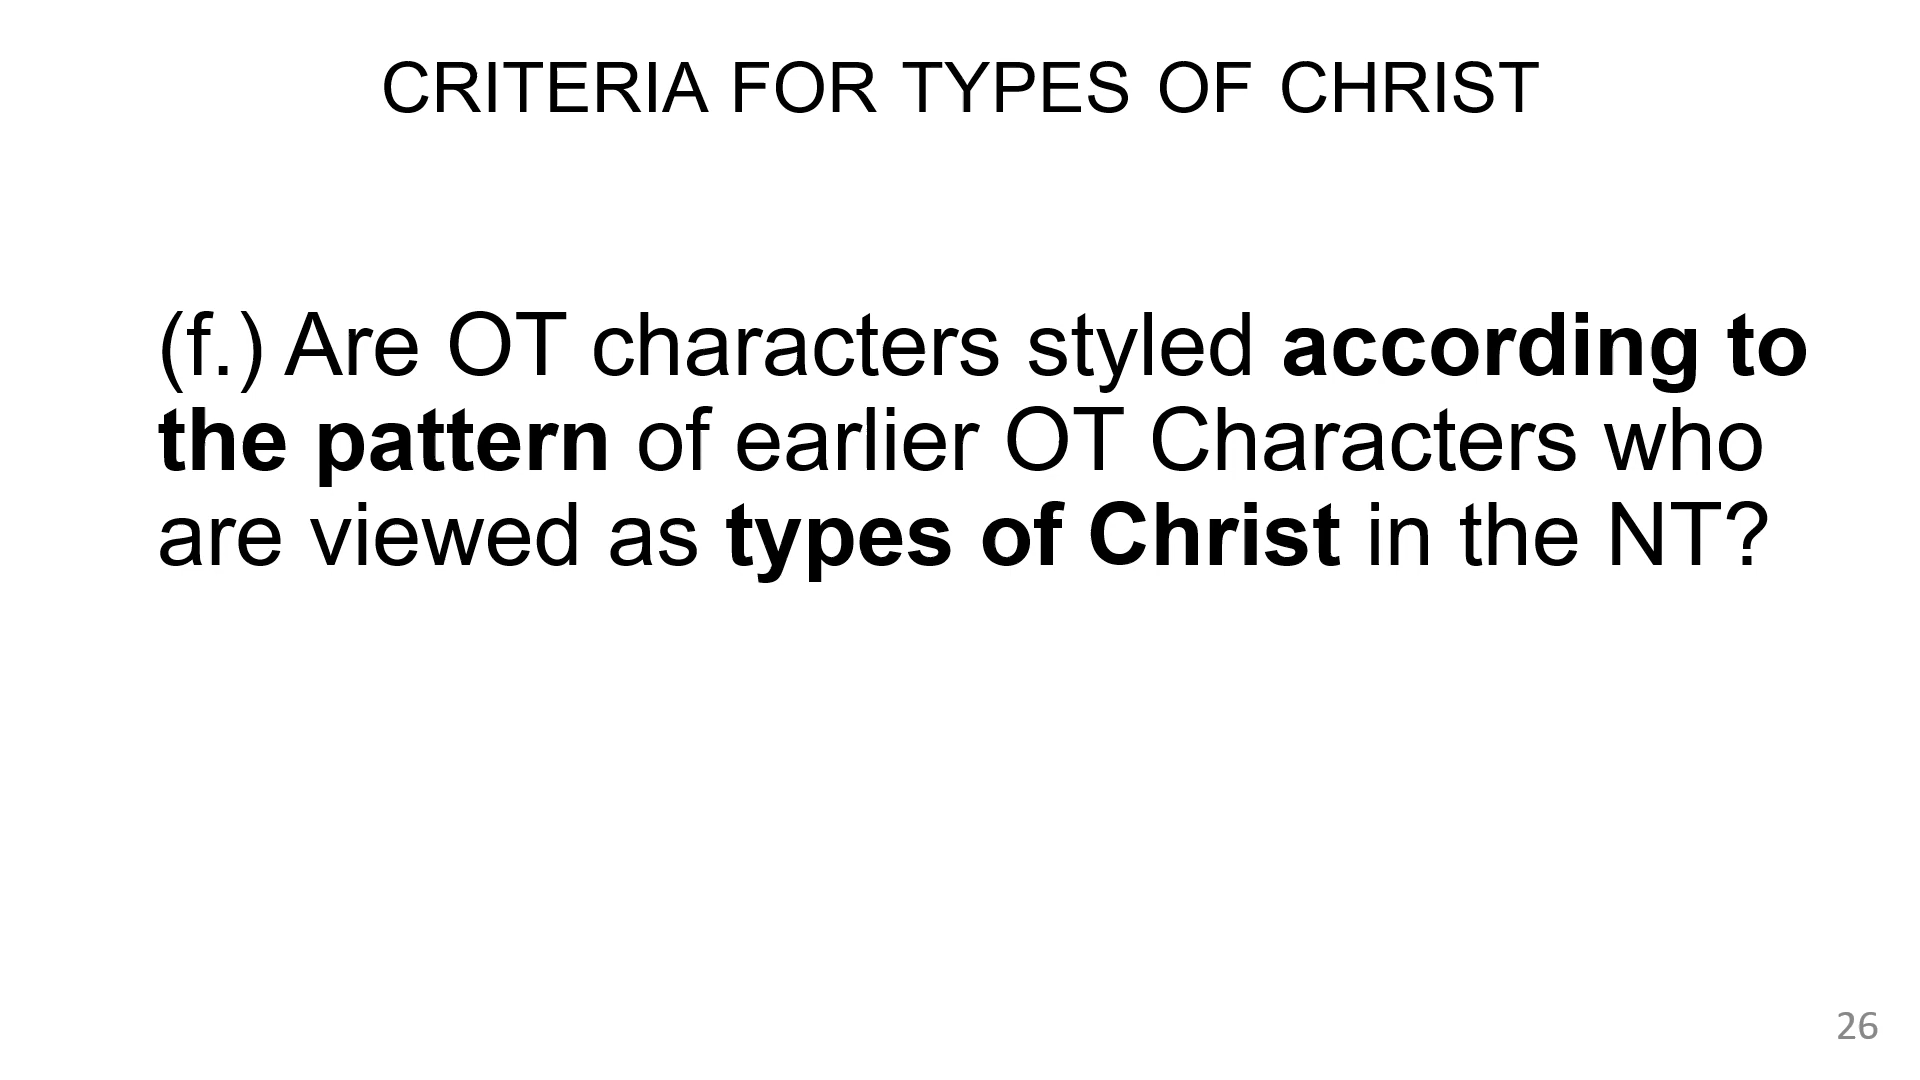 CRITERIA FOR TYPES OF CHRIST
(f.) Are OT characters styled according to
the pattern of earlier OT Characters who
are viewed as types of Christ in the NT?
26